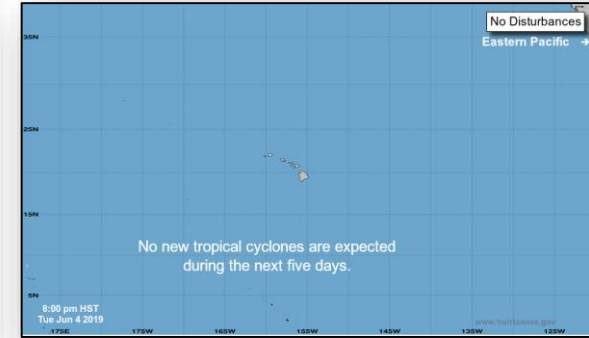 No Disturbances
Eastern Pacific →
35N
25N
15N
No new tropical cyclones are expected
during the next five days.
5N
8:00 pm HST
Tue Jun 4 2019
www.hurricanes.gov
175E 175W 165W 155W 145W 135W 125W